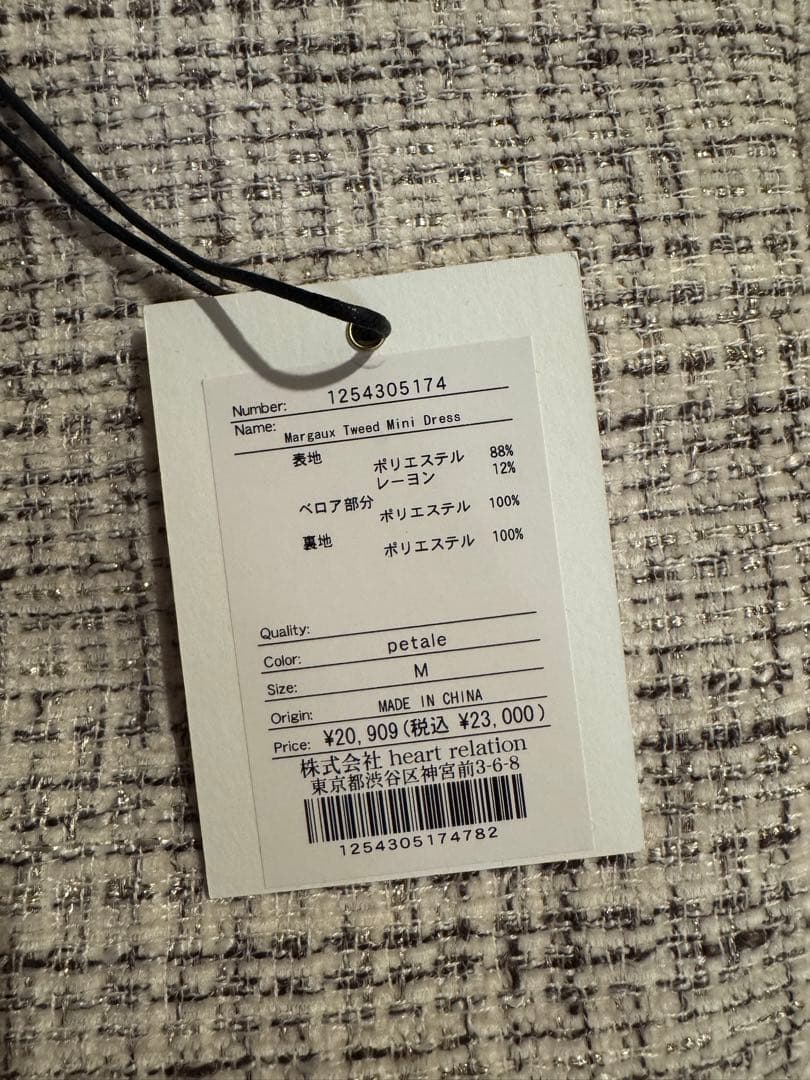 Number: 1254305174
Name: Margaux Tweed Mini Dress
表地 ポリエステル 88%
レーヨン 12%
ベロア部分 ポリエステル 100%
裏地 ポリエステル 100%
Quality:
Color: petale
Size: M
Origin: MADE IN CHINA
Price: ¥20,909(税込 ¥23,000)
株式会社 heart relation
東京都渋谷区神宮前3-6-8
1254305174782